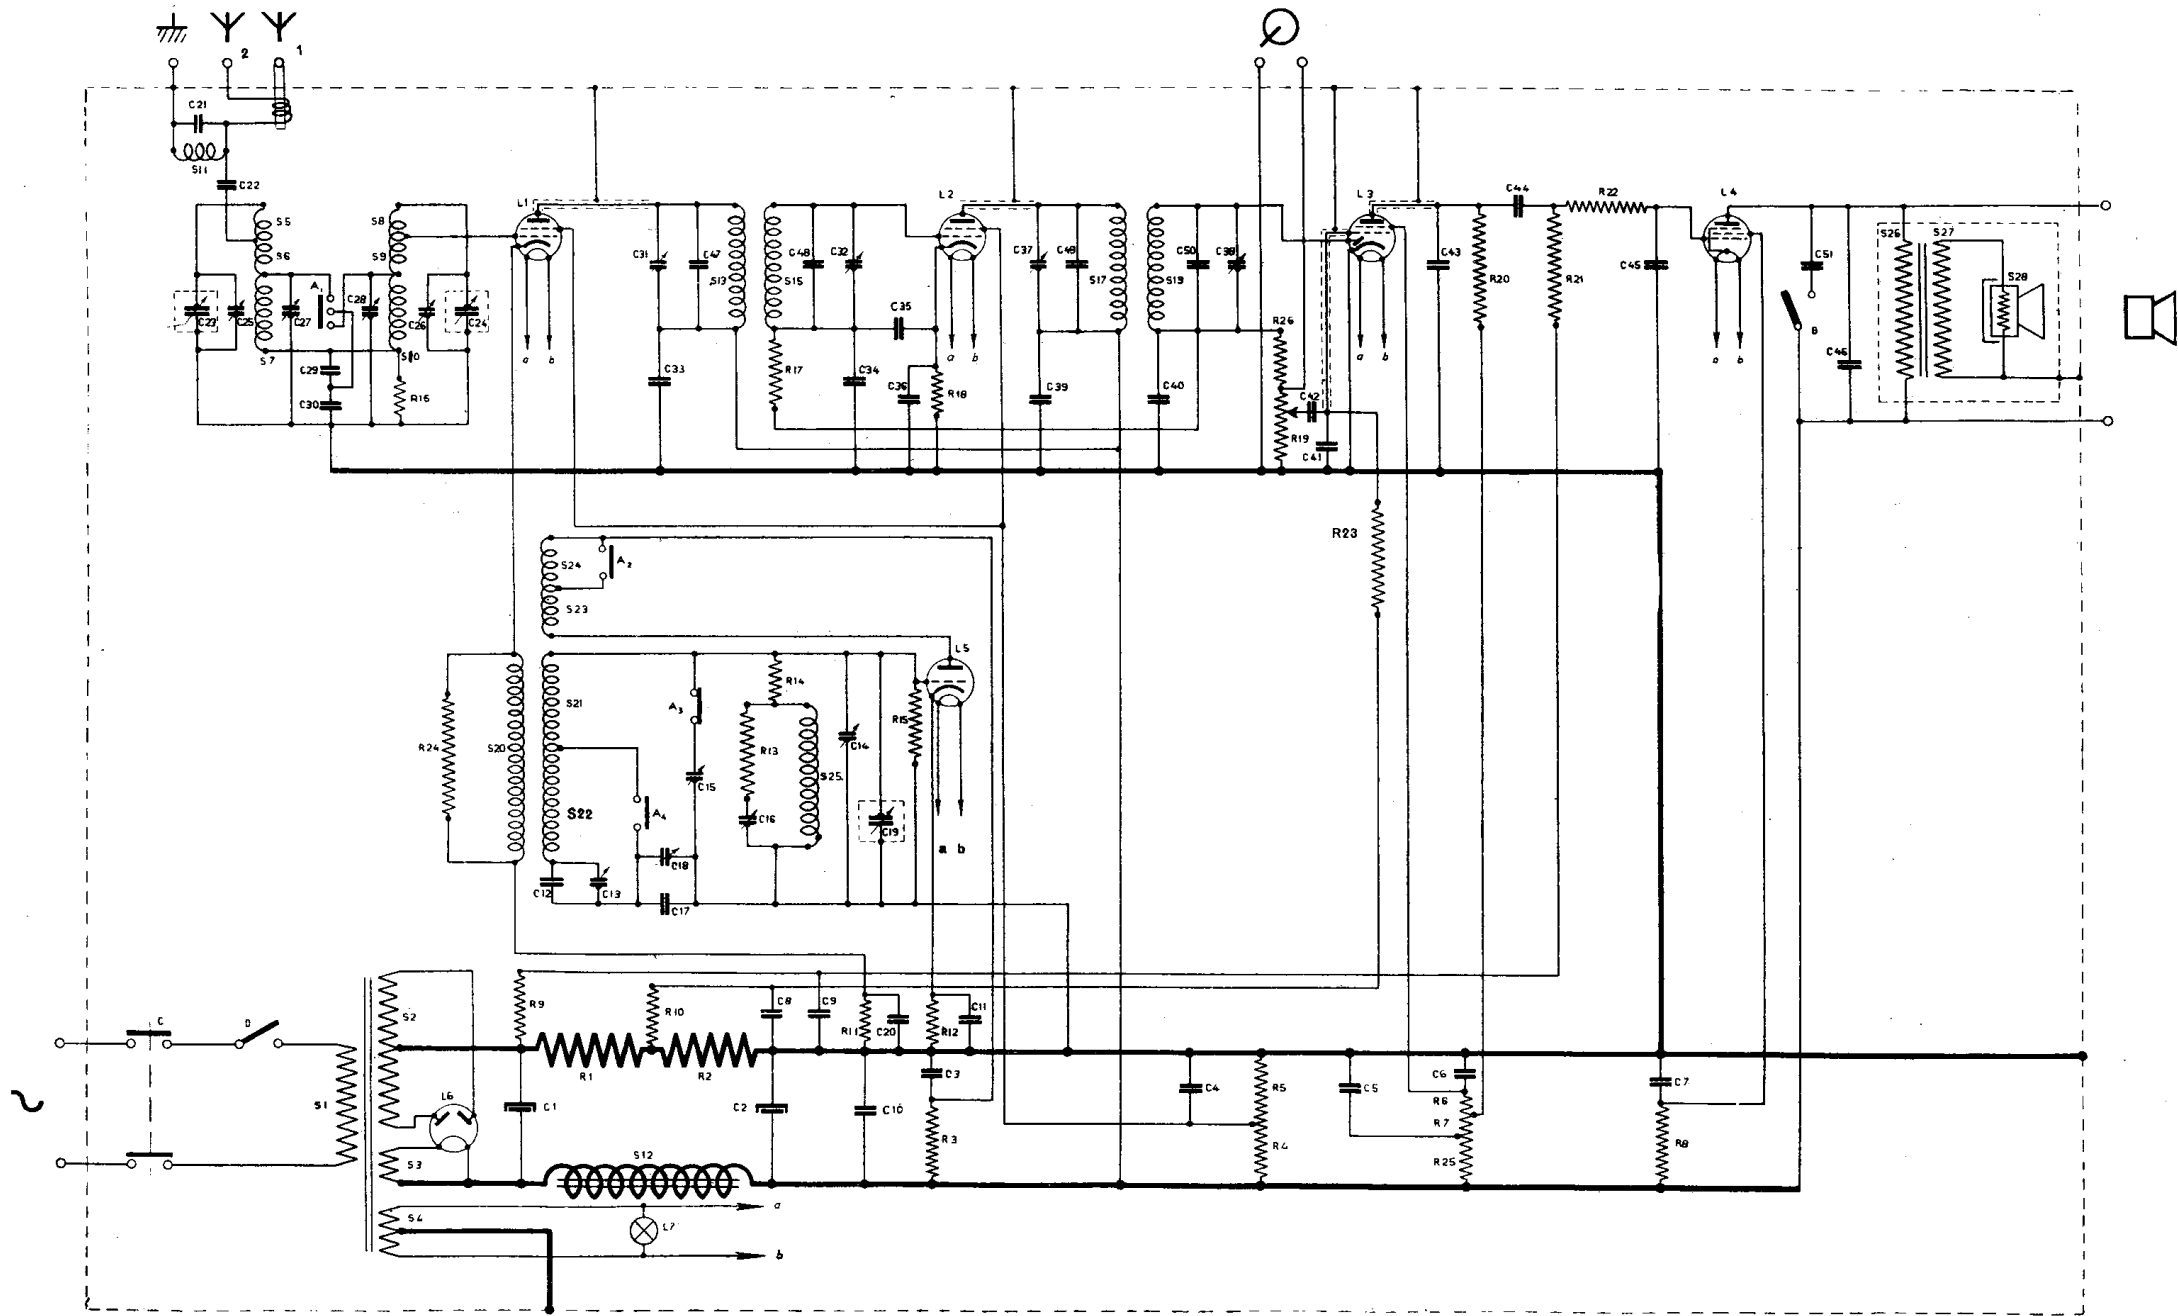 2 1
C21
S11
C22
L1 L2 L3 C44 R22 L4
S5 S8
S6 S9
C31 C47 S13 S15 C48 C32 C37 C49 S17 S19 C50 C38 C43 R20 R21 C45 C51 S26 S27 S28
A1
C23 C25 C27 C28 C26 C24
C35
R26
B
S7 S10
a b a b a b a b
C29 C33 R17 C34 C36 R18 C39 C40 C46
C30 R16
C42
R19
C41
R23
S24 A2
S23
L5
R14
S21 A3
R15
R24 S20 R13 C14
S25
C15
S22 A4 C16 C19
a b
C18
C12 C13
C17
R9 R10 C8 C9 C11
S2
C D R11 C20 R12
R1 R2 C3 C4 R5 C5 C6 C7
S1 L6 C1 C2 C10 R6
R7
R3 R4 R8
S3 S12 R25
S4 L7 a
b